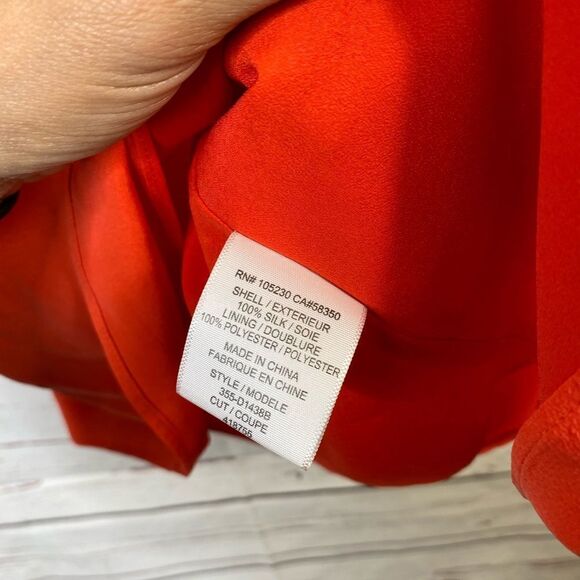 RN# 105230 CA#58350
SHELL / EXTERIEUR
100% SILK / SOIE
LINING / DOUBLURE
100% POLYESTER / POLYESTER
MADE IN CHINA
FABRIQUE EN CHINE
STYLE / MODELE
355-D1438B
CUT / COUPE
418755